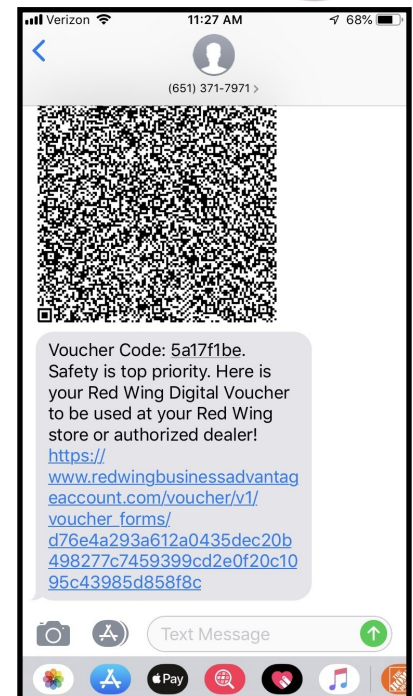 Verizon 11:27 AM 68%
(651) 371-7971 >
Voucher Code: 5a17f1be.
Safety is top priority. Here is
your Red Wing Digital Voucher
to be used at your Red Wing
store or authorized dealer!
https://
www.redwingbusinessadvantag
eaccount.com/voucher/v1/
voucher_forms/
d76e4a293a612a0435dec20b
498277c7459399cd2e0f20c10
95c43985d858f8c
Text Message
Pay